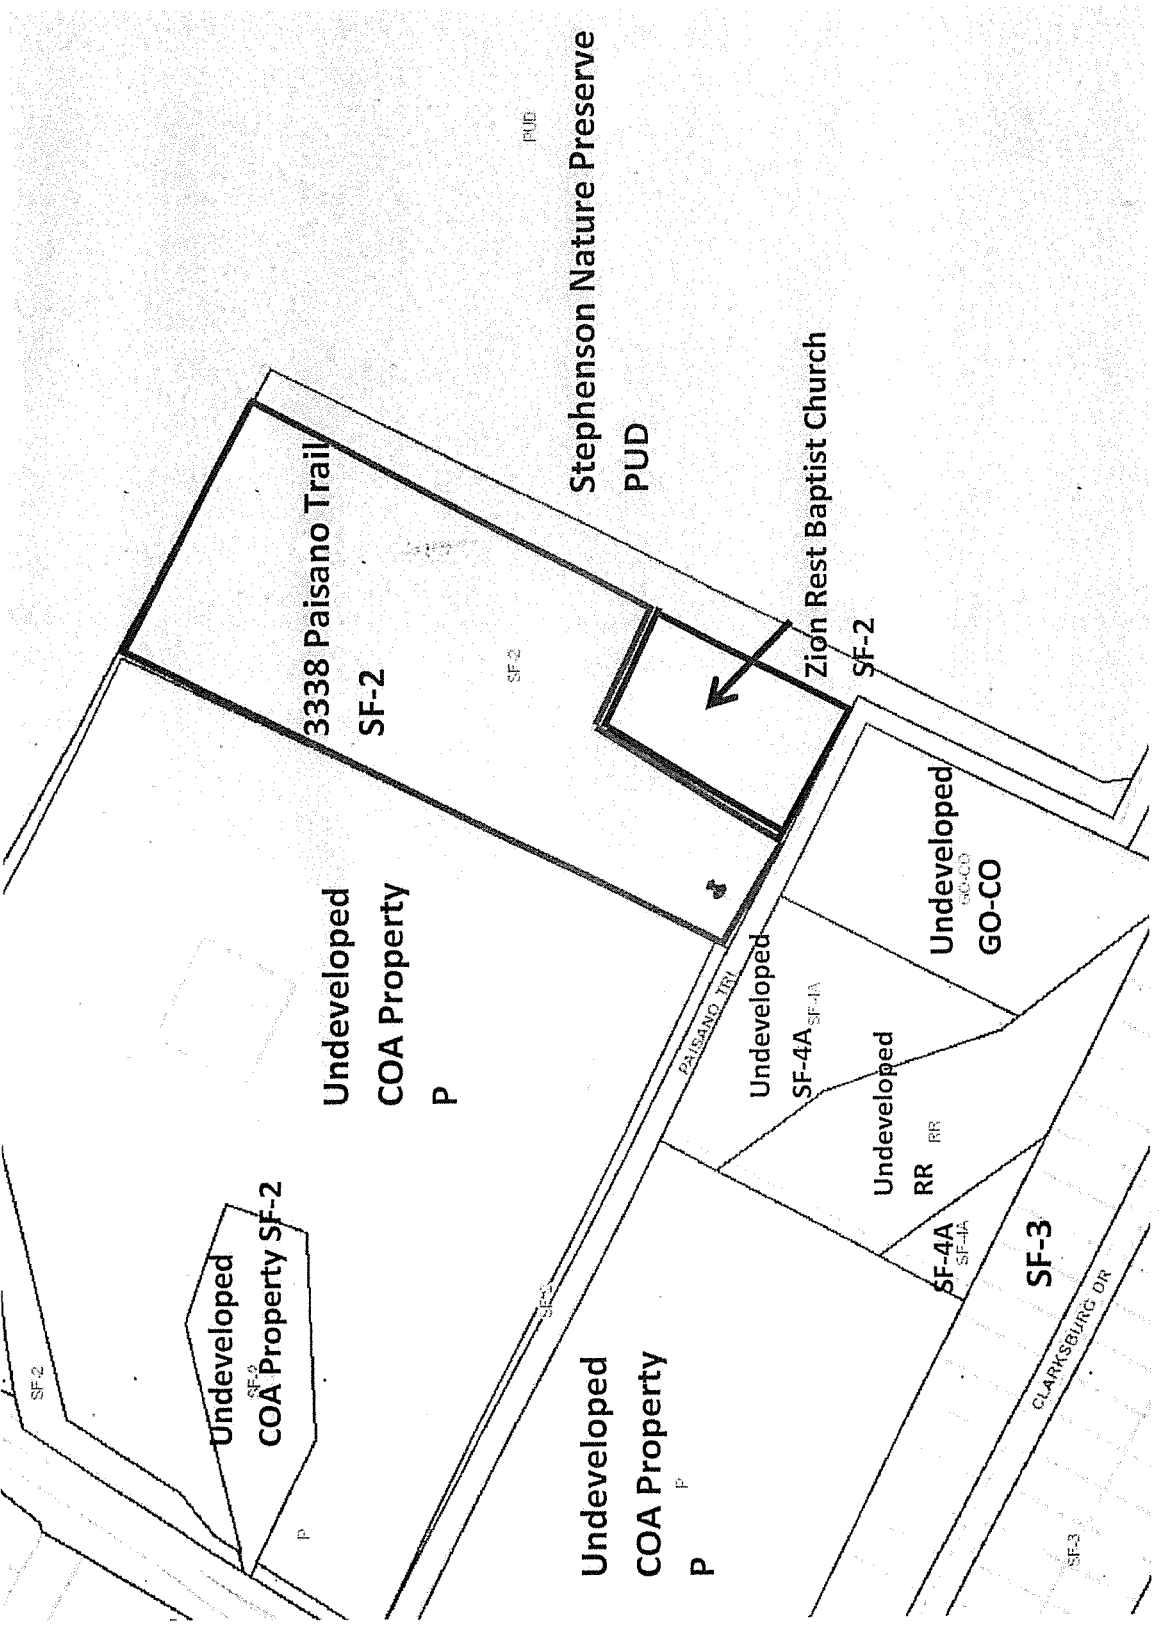 Stephenson Nature Preserve
PUD
PUD
3338 Paisano Trail
SF-2
SF-2
Zion Rest Baptist Church
SF-2
Undeveloped
COA Property
P
Undeveloped
GO-CO
GO-CO
PAISANO TRL
Undeveloped
SF-4A
SF-4A
Undeveloped
RR
RR
SF-4A
SF-4A
SF-3
CLARKSBURG DR
SF-3
Undeveloped
COA Property SF-2
SF-2
SF-2
P
SF-2
Undeveloped
COA Property
P
P